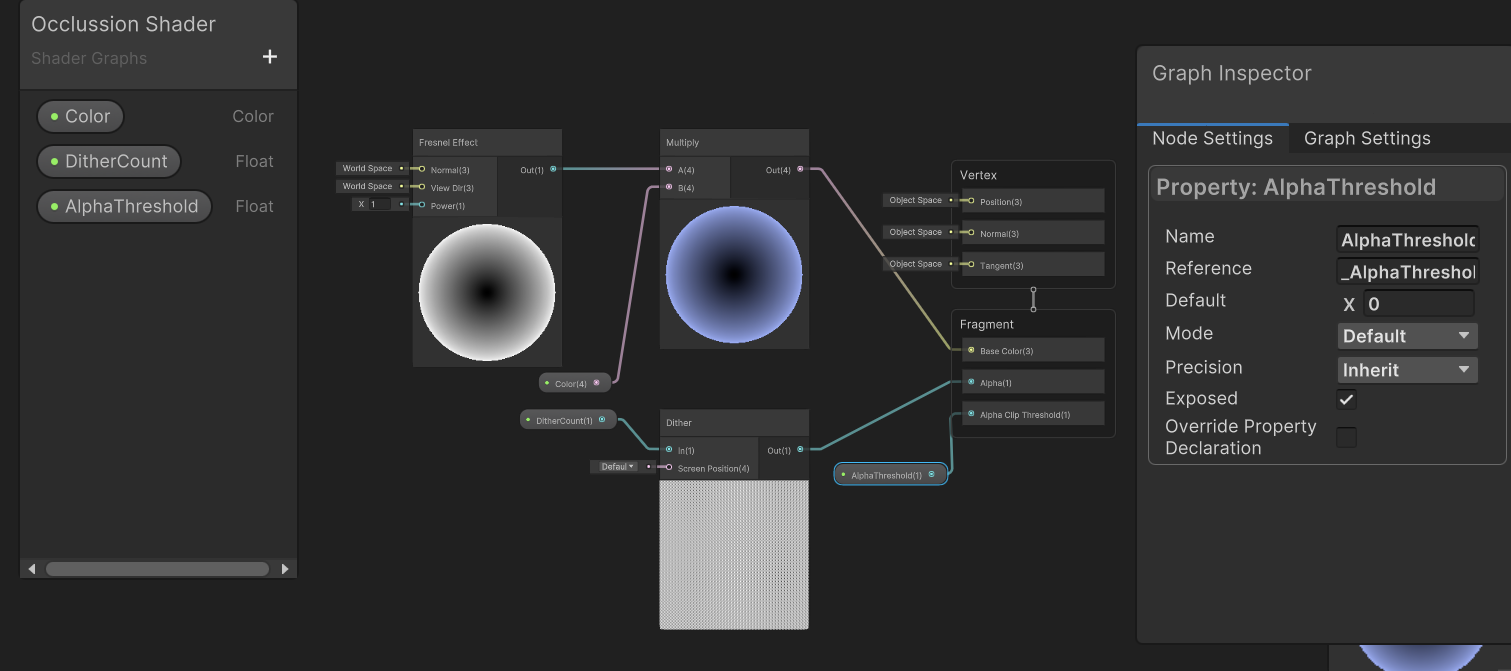 Occlussion Shader
Shader Graphs
+
Color Color
DitherCount Float
AlphaThreshold Float
Fresnel Effect
World Space Normal(3) Out(1)
World Space View Dir(3)
X 1 Power(1)
Multiply
A(4) Out(4)
B(4)
Color(4)
DitherCount(1)
Dither
In(1) Out(1)
Defaul Screen Position(4)
AlphaThreshold(1)
Vertex
Object Space Position(3)
Object Space Normal(3)
Object Space Tangent(3)
Fragment
Base Color(3)
Alpha(1)
Alpha Clip Threshold(1)
Graph Inspector
Node Settings Graph Settings
Property: AlphaThreshold
Name AlphaThreshold
Reference _AlphaThreshol
Default X 0
Mode Default
Precision Inherit
Exposed
Override Property
Declaration